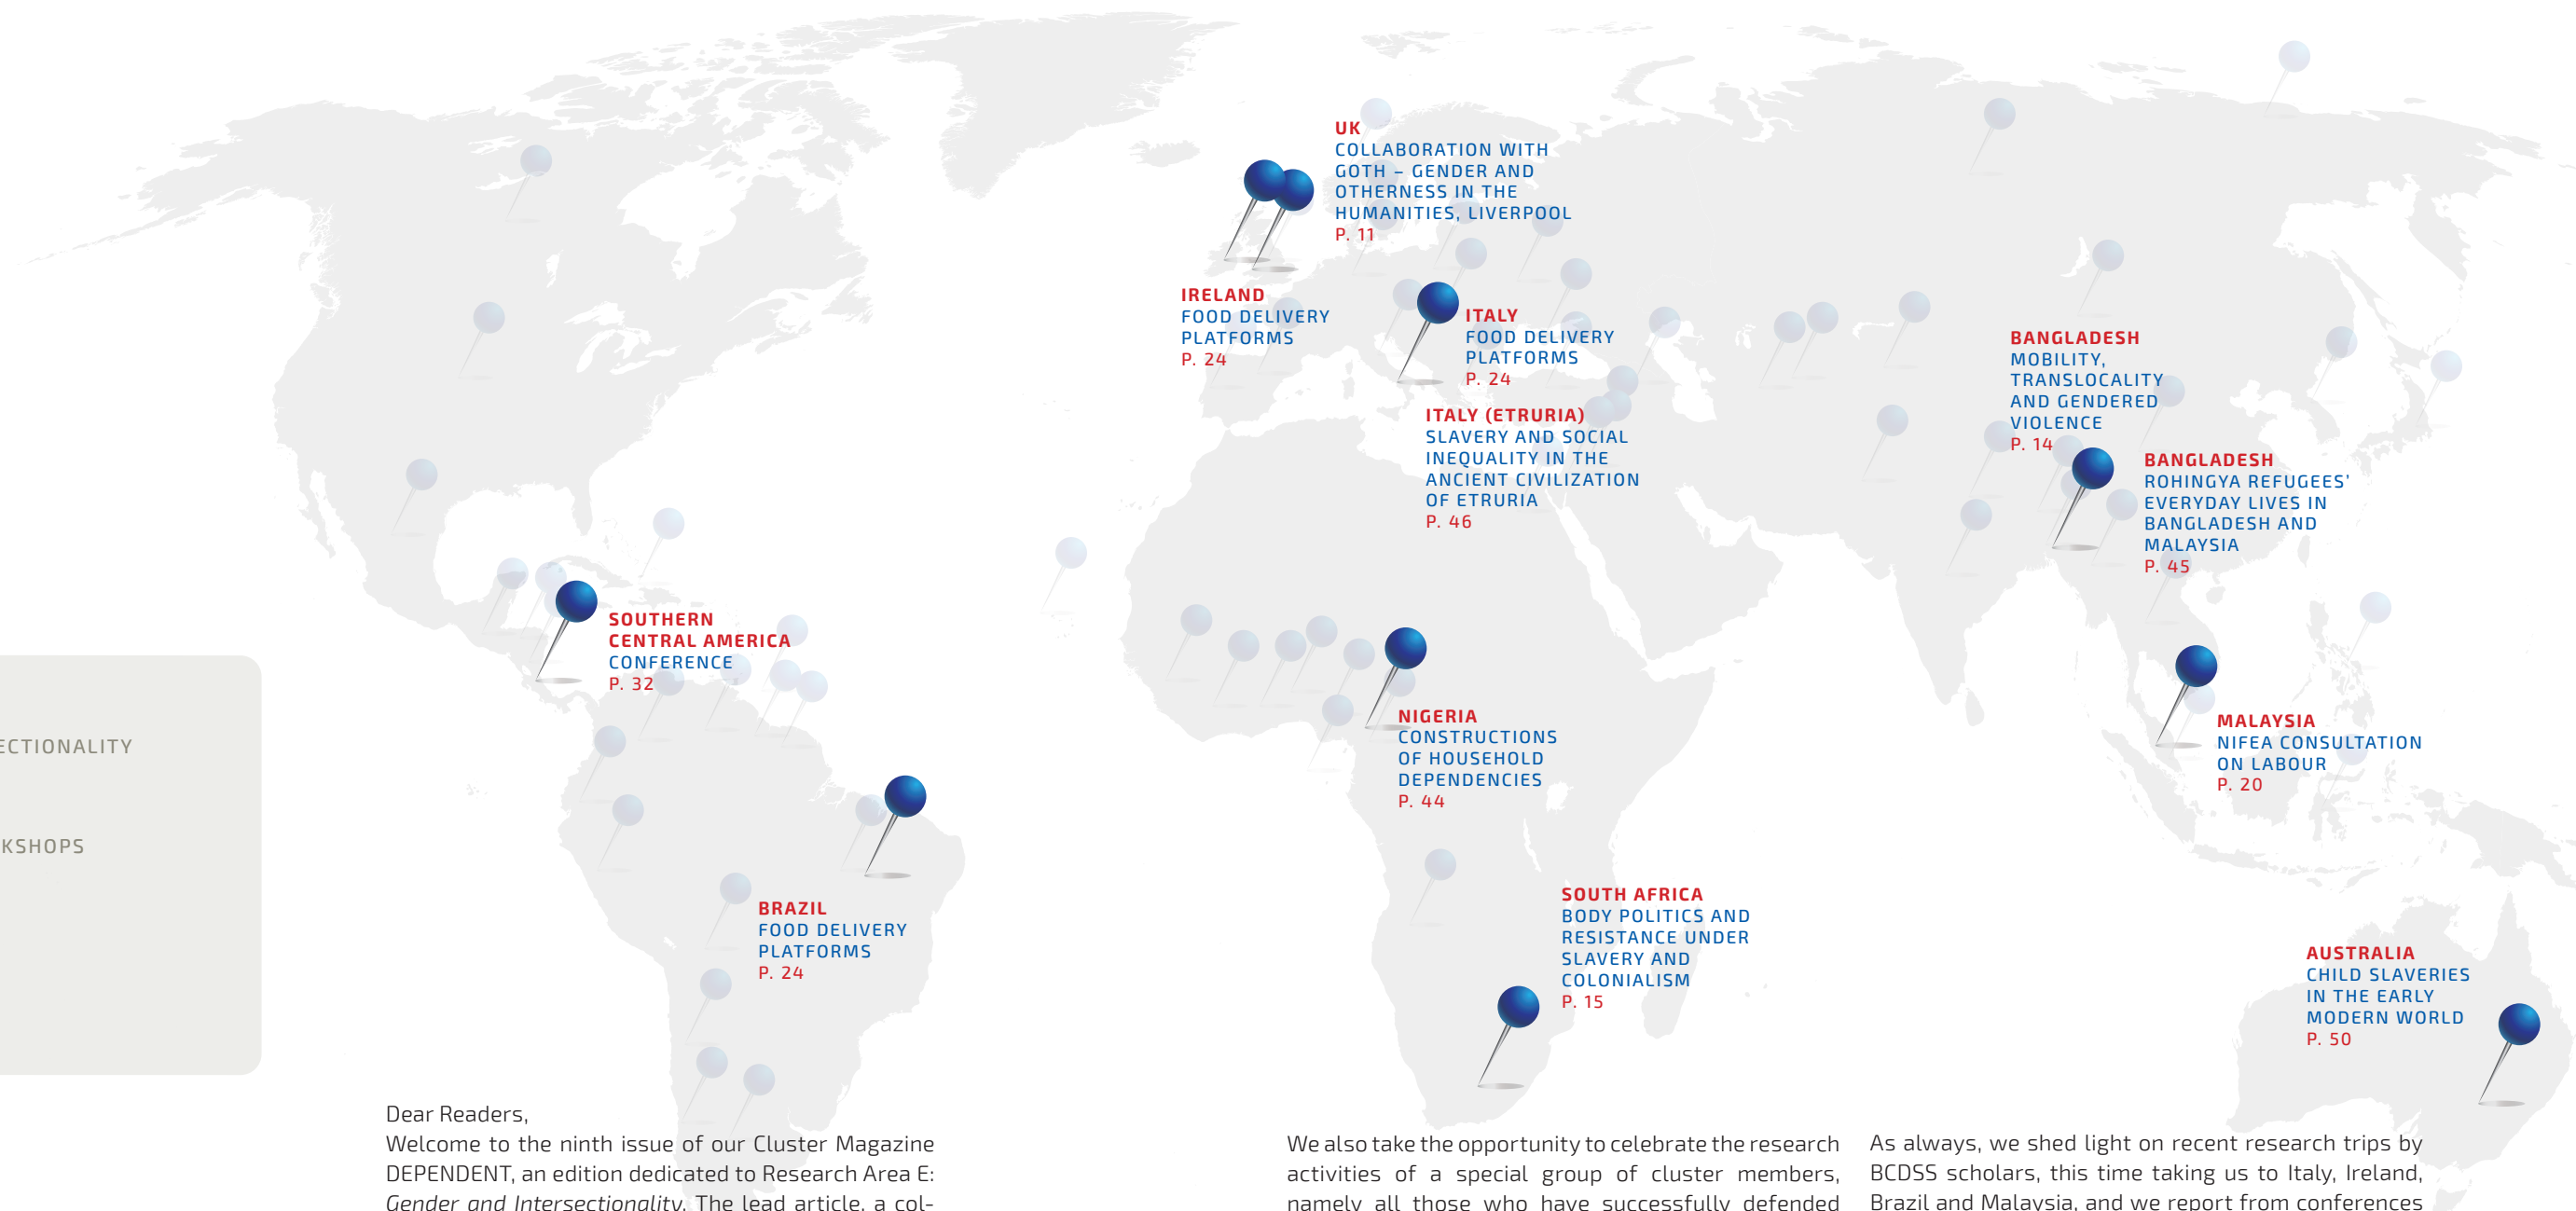 UK
COLLABORATION WITH
GOTH – GENDER AND
OTHERNESS IN THE
HUMANITIES, LIVERPOOL
P. 11
IRELAND
FOOD DELIVERY
PLATFORMS
P. 24
ITALY
FOOD DELIVERY
PLATFORMS
P. 24
ITALY (ETRURIA)
SLAVERY AND SOCIAL
INEQUALITY IN THE
ANCIENT CIVILIZATION
OF ETRURIA
P. 46
BANGLADESH
MOBILITY,
TRANSLOCALITY
AND GENDERED
VIOLENCE
P. 14
BANGLADESH
ROHINGYA REFUGEES'
EVERYDAY LIVES IN
BANGLADESH AND
MALAYSIA
P. 45
SOUTHERN
CENTRAL AMERICA
CONFERENCE
P. 32
NIGERIA
CONSTRUCTIONS
OF HOUSEHOLD
DEPENDENCIES
P. 44
MALAYSIA
NIFEA CONSULTATION
ON LABOUR
P. 20
ECTIONALITY
KSHOPS
BRAZIL
FOOD DELIVERY
PLATFORMS
P. 24
SOUTH AFRICA
BODY POLITICS AND
RESISTANCE UNDER
SLAVERY AND
COLONIALISM
P. 15
AUSTRALIA
CHILD SLAVERIES
IN THE EARLY
MODERN WORLD
P. 50
Dear Readers,
Welcome to the ninth issue of our Cluster Magazine
DEPENDENT, an edition dedicated to Research Area E:
Gender and Intersectionality. The lead article, a col-
We also take the opportunity to celebrate the research
activities of a special group of cluster members,
namely all those who have successfully defended
As always, we shed light on recent research trips by
BCDSS scholars, this time taking us to Italy, Ireland,
Brazil and Malaysia, and we report from conferences